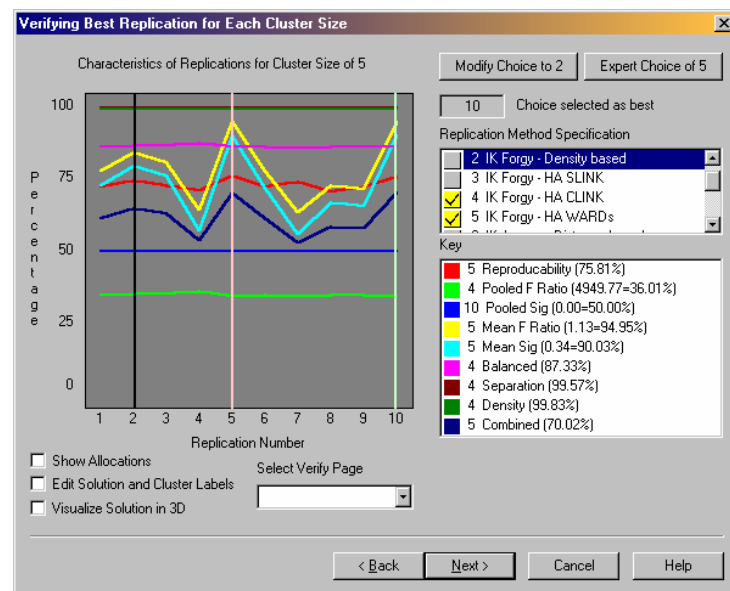 Verifying Best Replication for Each Cluster Size
Characteristics of Replications for Cluster Size of 5
100
75
50
25
0
Percentage
1 2 3 4 5 6 7 8 9 10
Replication Number
Modify Choice to 2
Expert Choice of 5
10 Choice selected as best
Replication Method Specification
2 IK Forgy - Density based
3 IK Forgy - HA SLINK
4 IK Forgy - HA CLINK
5 IK Forgy - HA WARDs
Key
5 Reproducability (75.81%)
4 Pooled F Ratio (4949.77=36.01%)
10 Pooled Sig (0.00=50.00%)
5 Mean F Ratio (1.13=94.95%)
5 Mean Sig (0.34=90.03%)
4 Balanced (87.33%)
4 Separation (99.57%)
4 Density (99.83%)
5 Combined (70.02%)
Show Allocations
Edit Solution and Cluster Labels
Visualize Solution in 3D
Select Verify Page
< Back
Next >
Cancel
Help